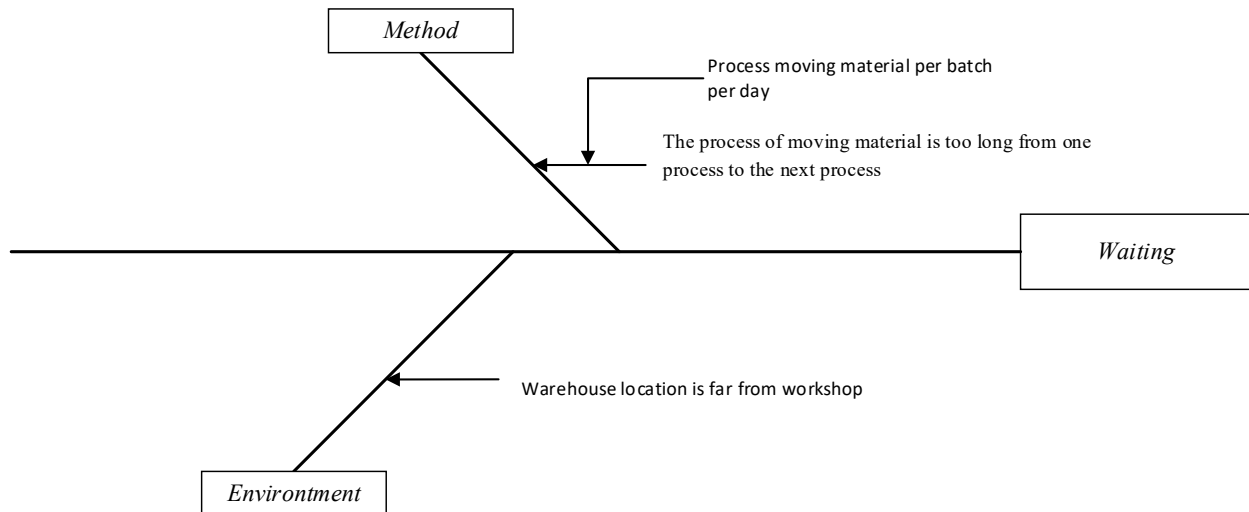 Method
Process moving material per batch
per day
The process of moving material is too long from one
process to the next process
Waiting
Warehouse location is far from workshop
Environtment